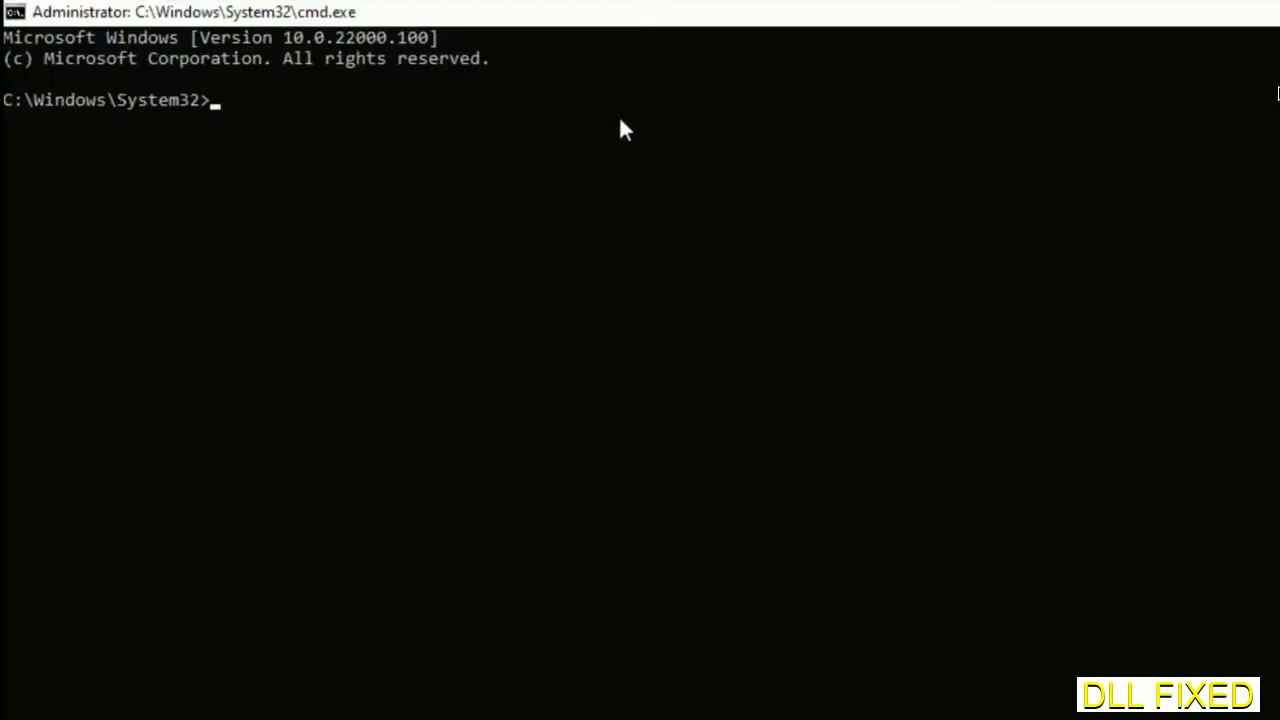 Administrator: C:\Windows\System32\cmd.exe
Microsoft Windows [Version 10.0.22000.100]
(c) Microsoft Corporation. All rights reserved.
C:\Windows\System32>
DLL FIXED